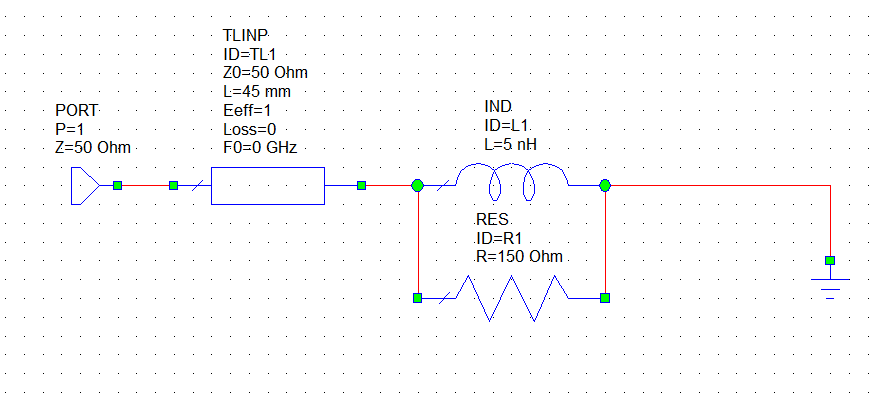 TLINP
ID=TL1
Z0=50 Ohm
L=45 mm
Eeff=1
Loss=0
F0=0 GHz
PORT
P=1
Z=50 Ohm
IND
ID=L1
L=5 nH
RES
ID=R1
R=150 Ohm